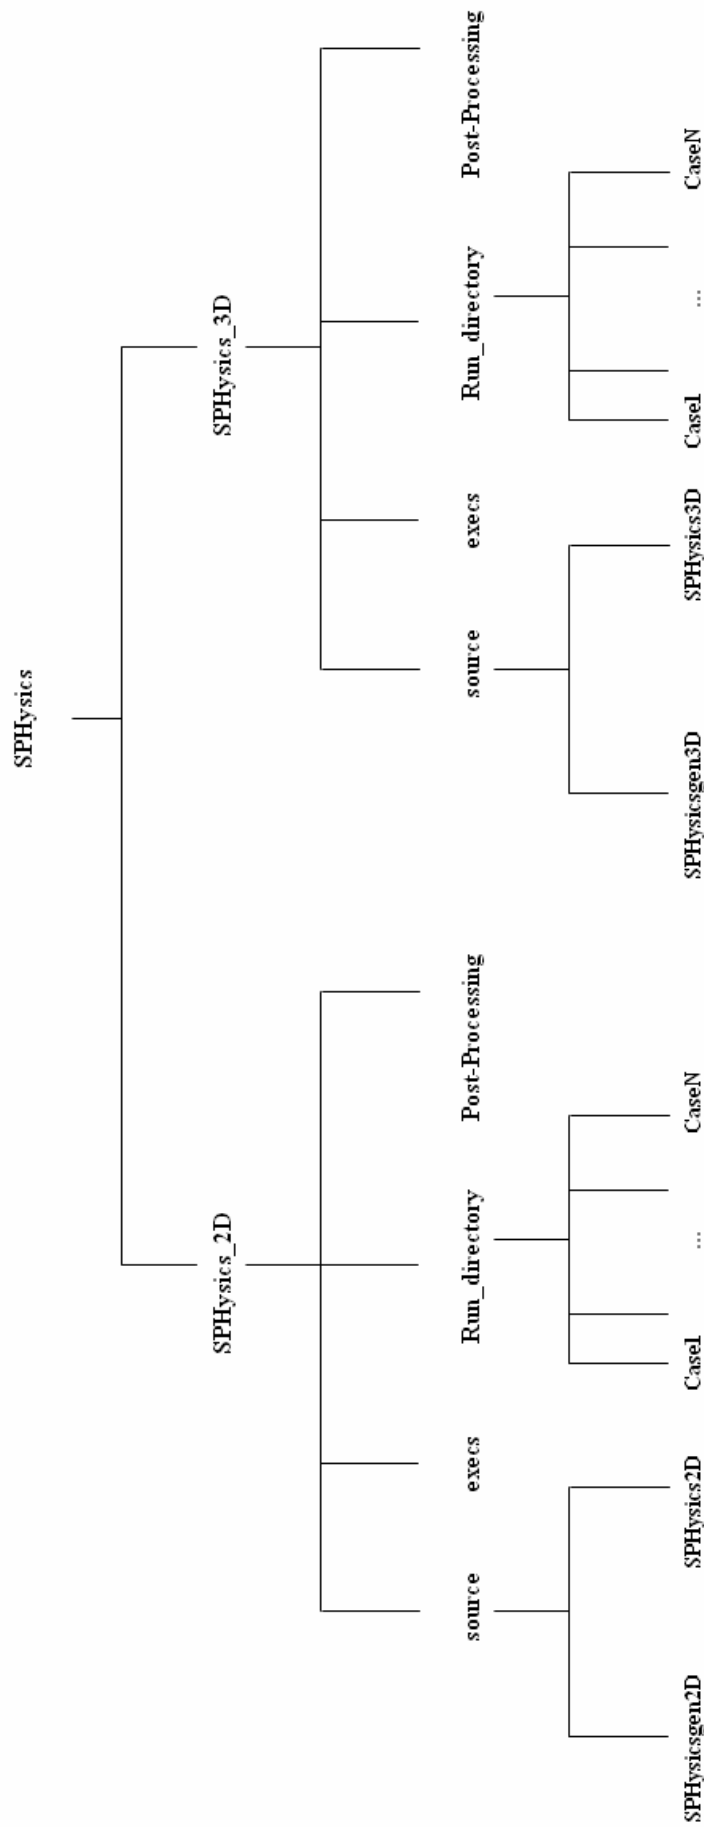 SPHysics
SPHysics_2D
SPHysics_3D
source
execs
Run_directory
Post-Processing
source
execs
Run_directory
Post-Processing
SPHysicsgen2D
SPHysics2D
Case1
...
CaseN
SPHysicsgen3D
SPHysics3D
Case1
...
CaseN